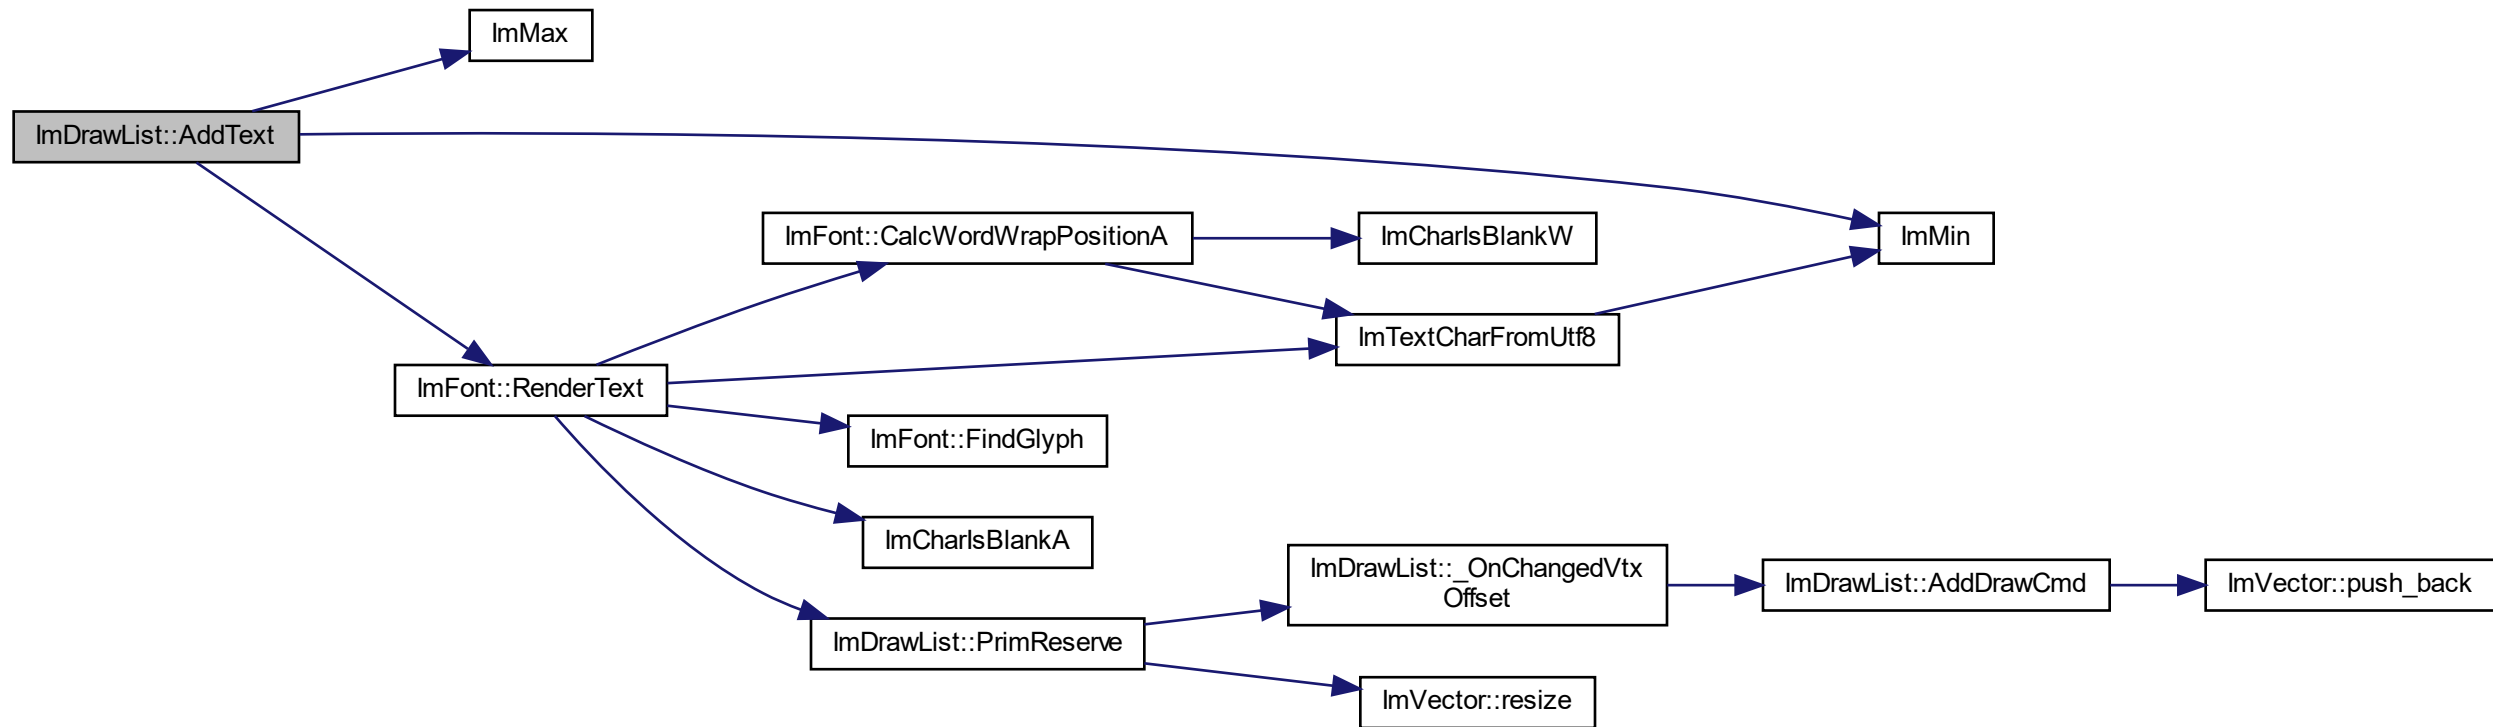 ImMax
ImDrawList::AddText
ImFont::CalcWordWrapPositionA
ImCharIsBlankW
ImMin
ImTextCharFromUtf8
ImFont::RenderText
ImFont::FindGlyph
ImCharIsBlankA
ImDrawList::_OnChangedVtx
Offset
ImDrawList::AddDrawCmd
ImVector::push_back
ImDrawList::PrimReserve
ImVector::resize